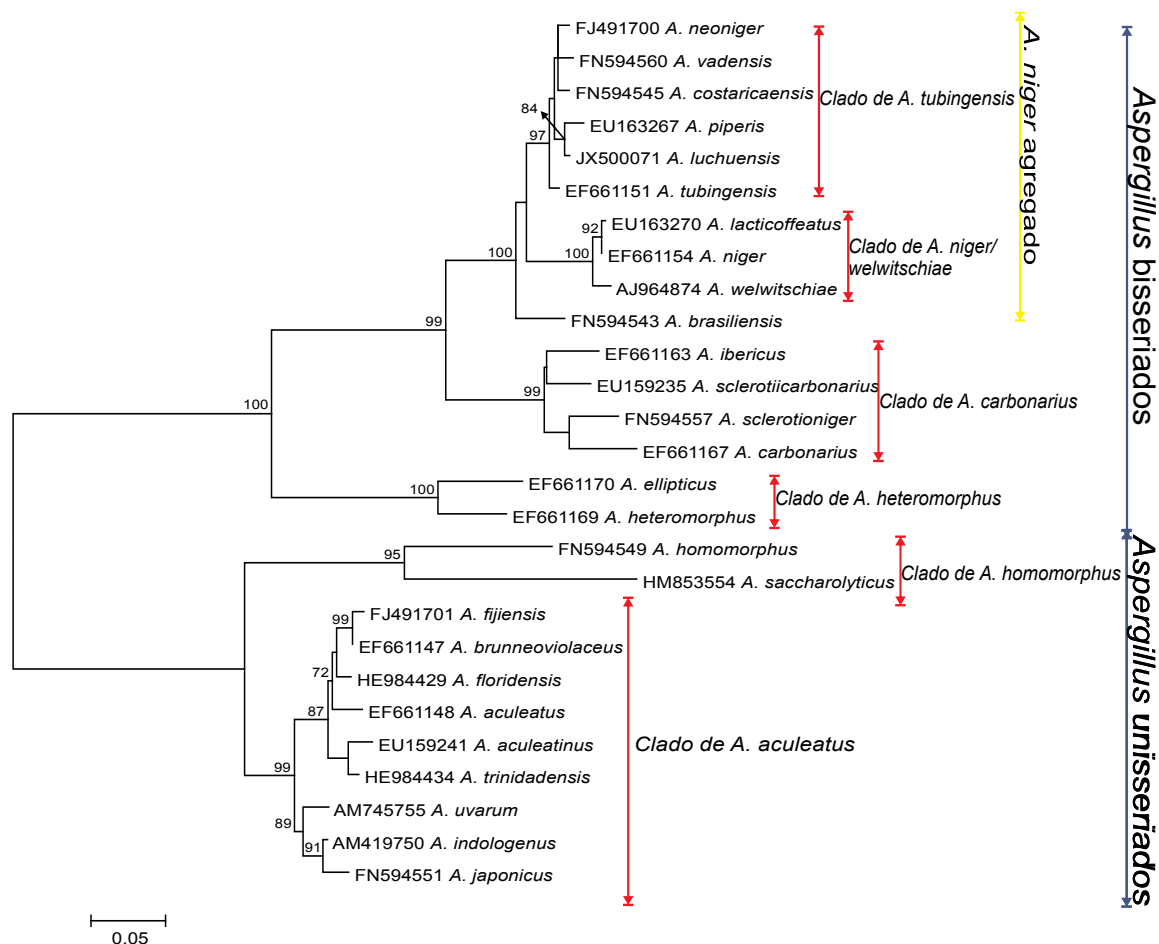 FJ491700 A. neoniger
FN594560 A. vadensis
FN594545 A. costaricaensis
84
EU163267 A. piperis
97
JX500071 A. luchuensis
EF661151 A. tubingensis
Clado de A. tubingensis
EU163270 A. lacticoffeatus
92
EF661154 A. niger
100
100
AJ964874 A. welwitschiae
Clado de A. niger/
welwitschiae
FN594543 A. brasiliensis
A. niger agregado
99
EF661163 A. ibericus
EU159235 A. sclerotiicarbonarius
99
FN594557 A. sclerotioniger
EF661167 A. carbonarius
Clado de A. carbonarius
100
EF661170 A. ellipticus
100
EF661169 A. heteromorphus
Clado de A. heteromorphus
Aspergillus bisseriados
95
FN594549 A. homomorphus
HM853554 A. saccharolyticus
Clado de A. homomorphus
FJ491701 A. fijiensis
99
EF661147 A. brunneoviolaceus
72
HE984429 A. floridensis
87
EF661148 A. aculeatus
EU159241 A. aculeatinus
99
HE984434 A. trinidadensis
AM745755 A. uvarum
89
AM419750 A. indologenus
91
FN594551 A. japonicus
Clado de A. aculeatus
Aspergillus unisseriados
0.05